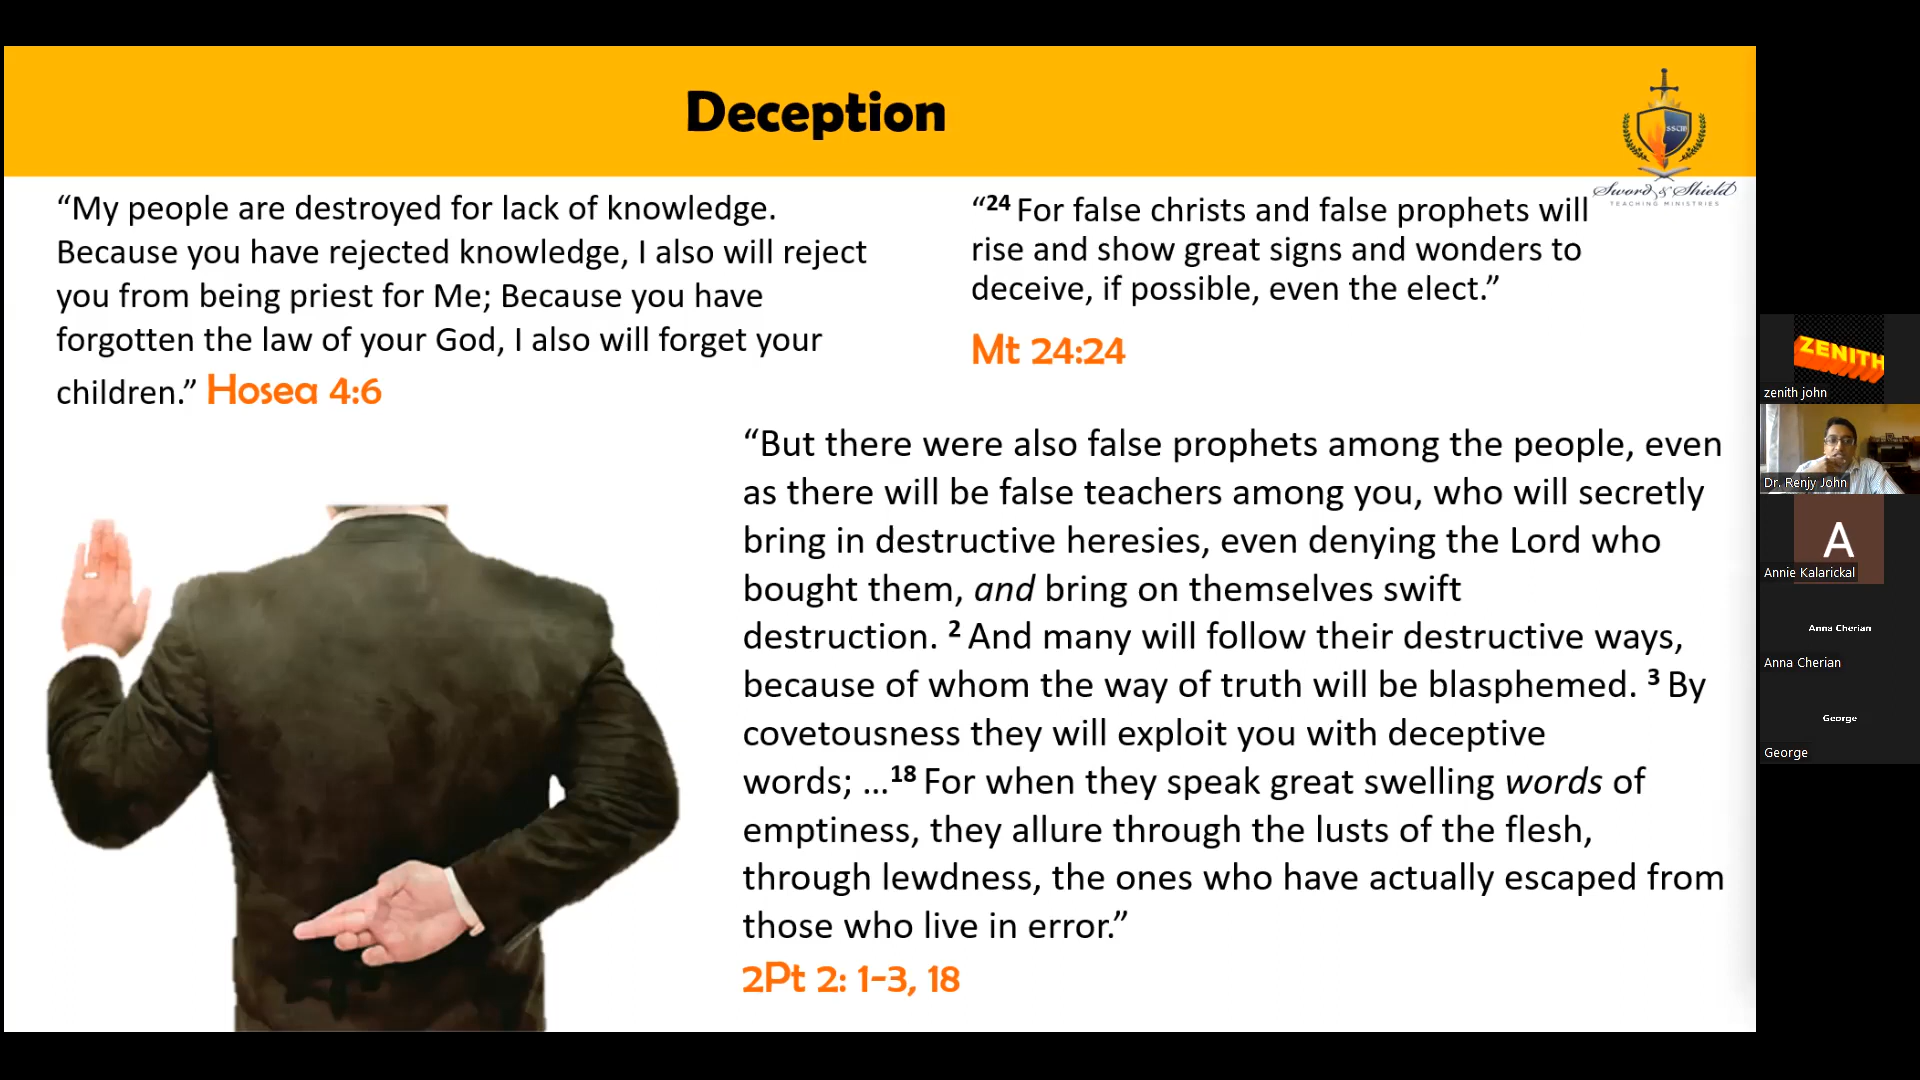 Deception
SSCM
Sword & Shield
TEACHING MINISTRIES
“My people are destroyed for lack of knowledge.
Because you have rejected knowledge, I also will reject
you from being priest for Me; Because you have
forgotten the law of your God, I also will forget your
children.” Hosea 4:6
“24 For false christs and false prophets will
rise and show great signs and wonders to
deceive, if possible, even the elect.”
Mt 24:24
“But there were also false prophets among the people, even
as there will be false teachers among you, who will secretly
bring in destructive heresies, even denying the Lord who
bought them, and bring on themselves swift
destruction. 2 And many will follow their destructive ways,
because of whom the way of truth will be blasphemed. 3 By
covetousness they will exploit you with deceptive
words; …18 For when they speak great swelling words of
emptiness, they allure through the lusts of the flesh,
through lewdness, the ones who have actually escaped from
those who live in error.”
2Pt 2: 1-3, 18
ZENITH
zenith john
Dr. Renjy John
A
Annie Kalarickal
Anna Cherian
Anna Cherian
George
George